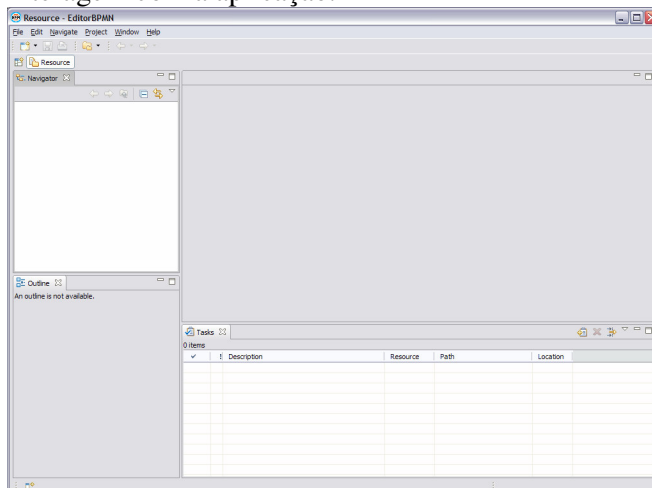 Resource - EditorBPMN
File Edit Navigate Project Window Help
Resource
Navigator
Outline
An outline is not available.
Tasks
0 items
! Description Resource Path Location